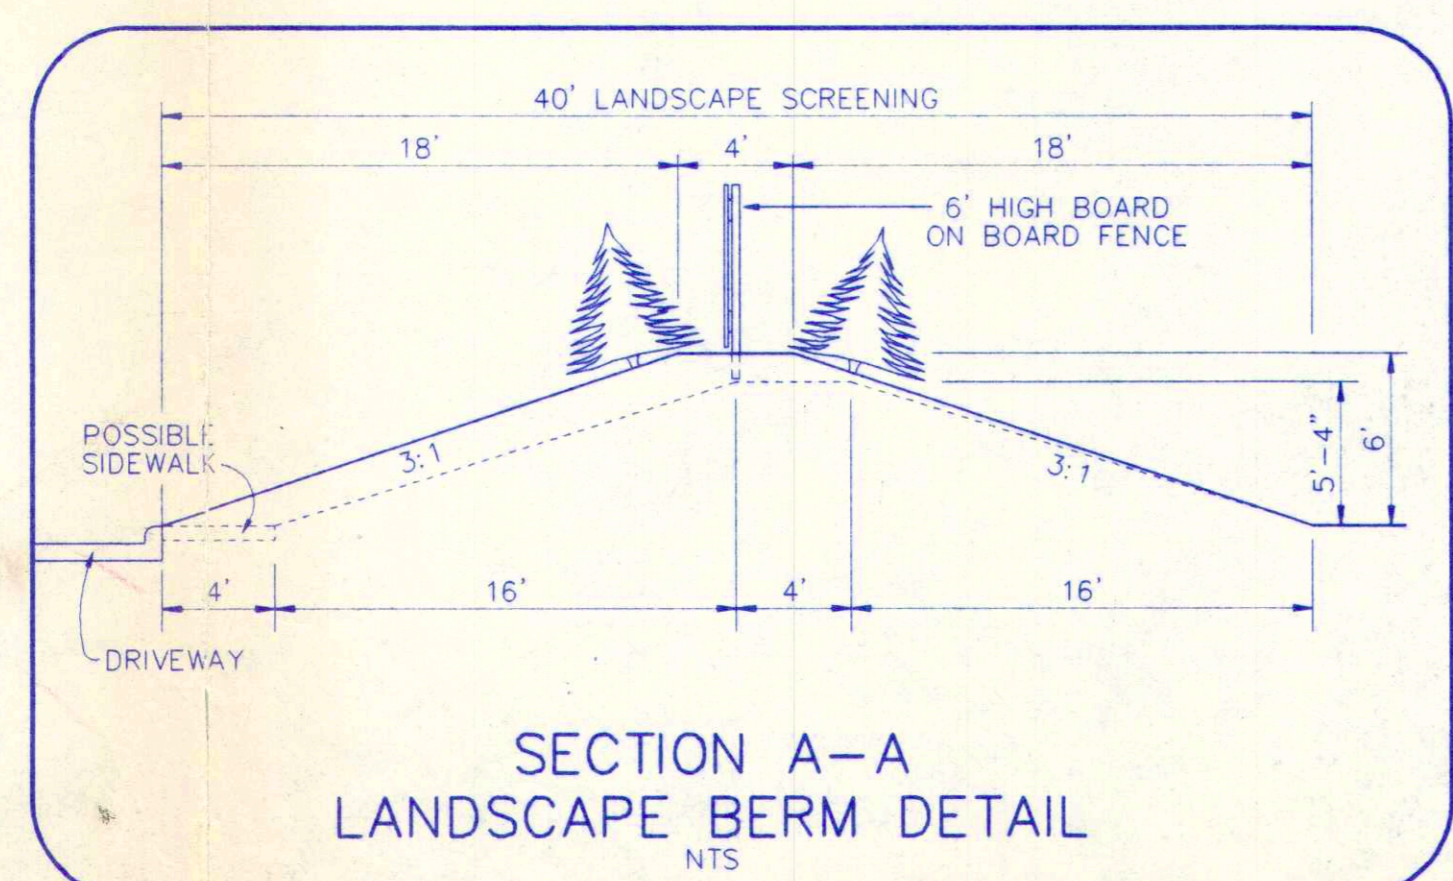 40' LANDSCAPE SCREENING
18'
4'
18'
6' HIGH BOARD
ON BOARD FENCE
POSSIBLE
SIDEWALK
3:1
3:1
5'-4"
6'
4'
16'
4'
16'
DRIVEWAY
SECTION A-A
LANDSCAPE BERM DETAIL
NTS